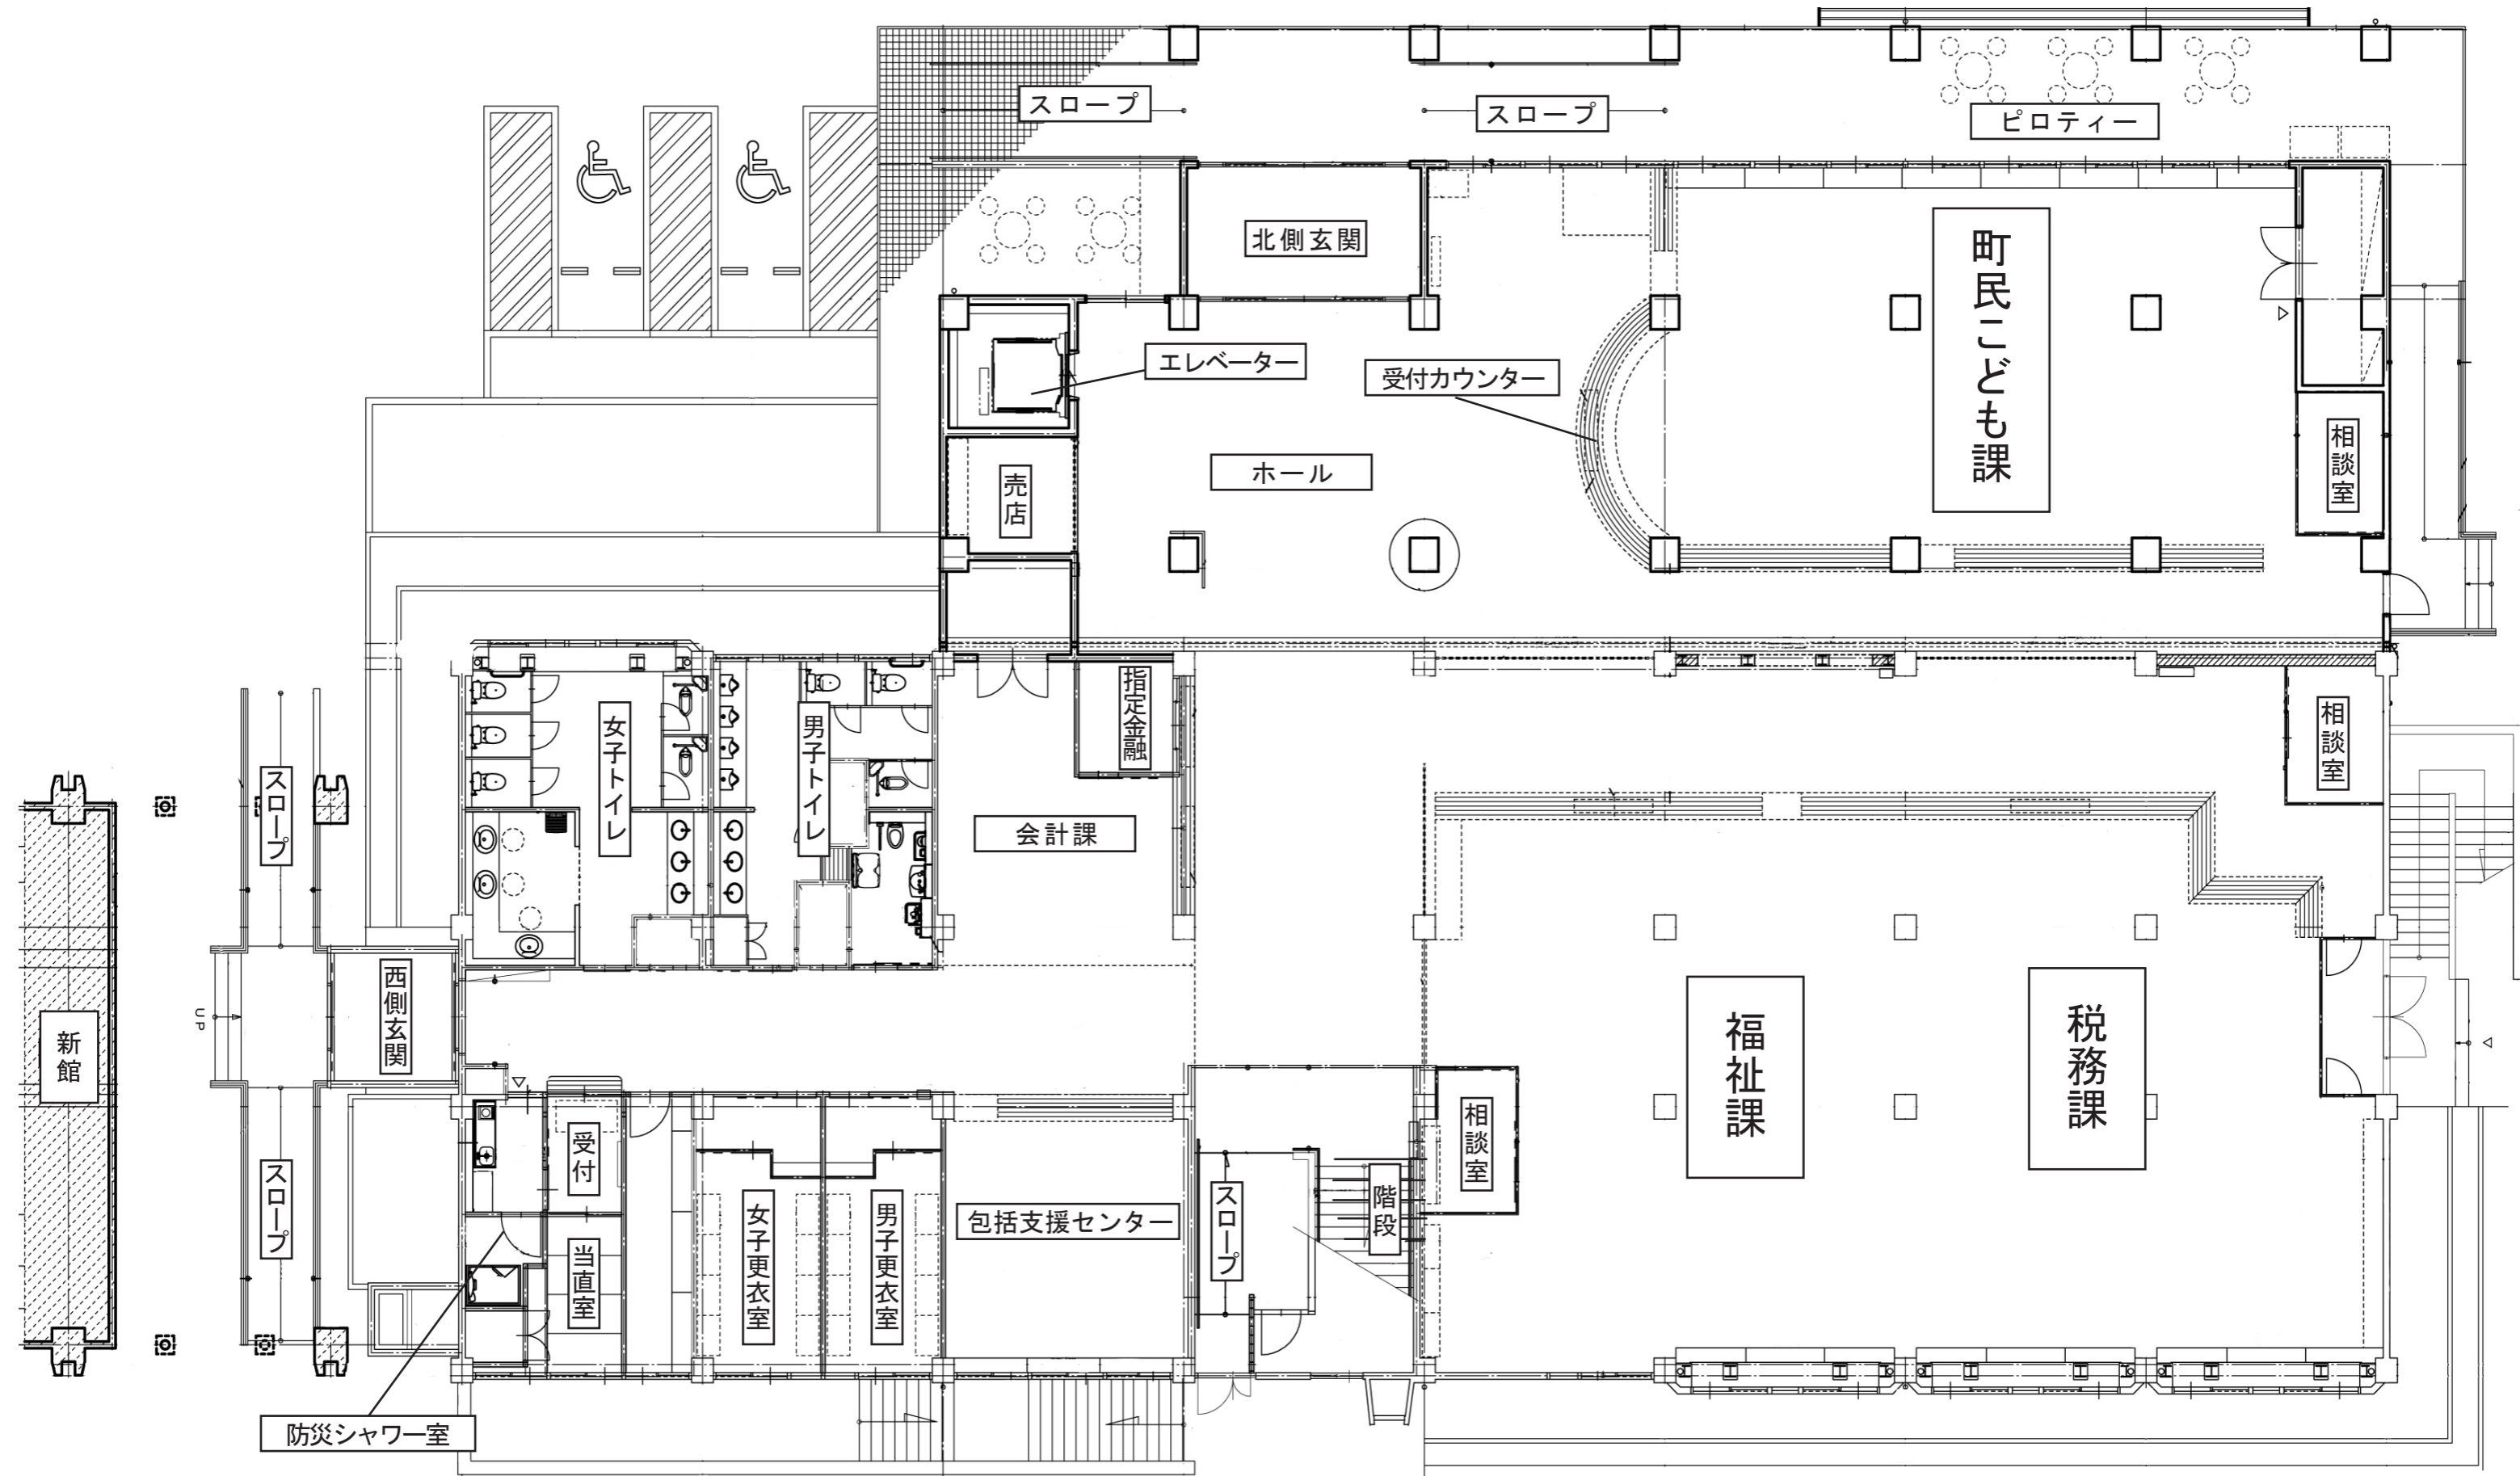 スロープ
スロープ
ピロティー
北側玄関
町民こども課
エレベーター
受付カウンター
相談室
ホール
売店
指定金融
相談室
女子トイレ
男子トイレ
スロープ
会計課
西側玄関
新館
UP
福祉課
税務課
受付
相談室
スロープ
階段
スロープ
女子更衣室
男子更衣室
包括支援センター
当直室
防災シャワー室